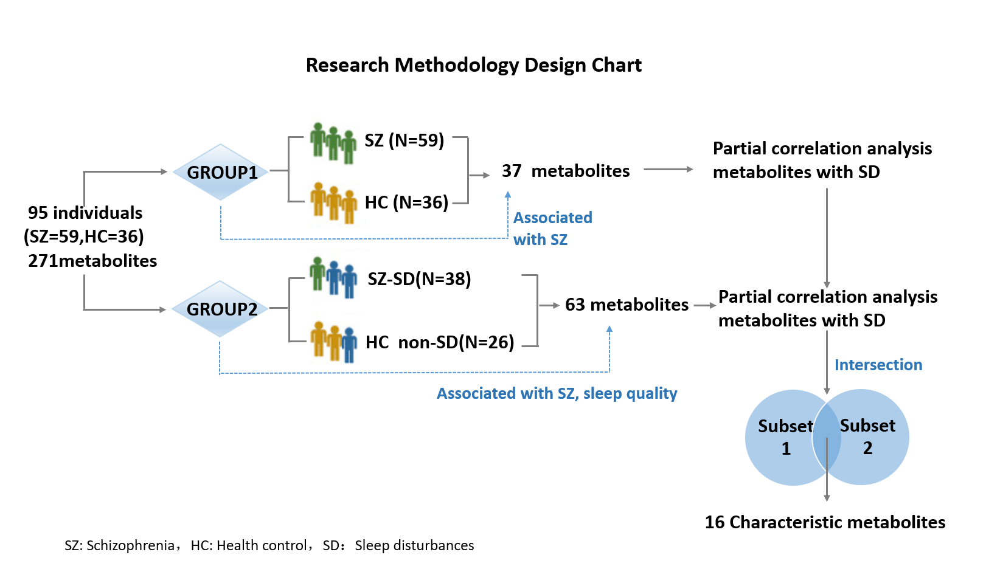 Research Methodology Design Chart
95 individuals
(SZ=59,HC=36)
271metabolites
GROUP1
SZ (N=59)
HC (N=36)
37  metabolites
Associated
with SZ
Partial correlation analysis
metabolites with SD
GROUP2
SZ-SD(N=38)
HC  non-SD(N=26)
63 metabolites
Associated with SZ, sleep quality
Partial correlation analysis
metabolites with SD
Intersection
Subset
1
Subset
2
16 Characteristic metabolites
SZ: Schizophrenia，HC: Health control，SD：Sleep disturbances